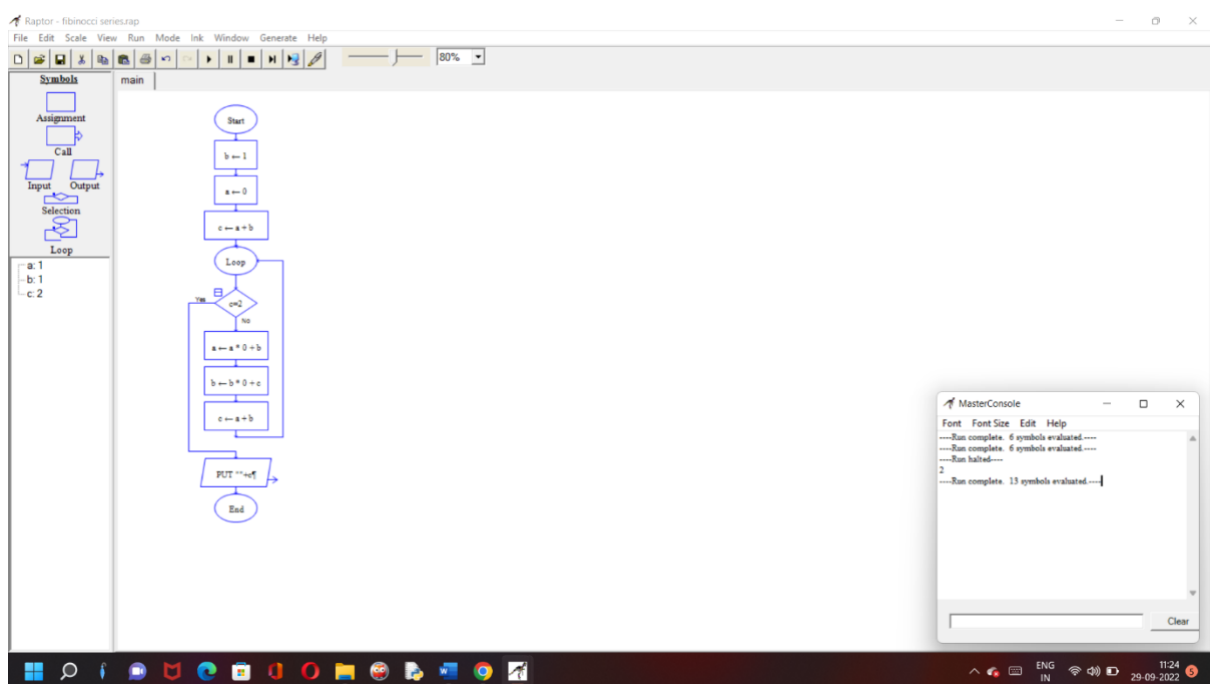 Raptor - fibinocci series.rap
File Edit Scale View Run Mode Ink Window Generate Help
80%
Symbols
main
Assignment
Call
Input Output
Selection
Loop
a: 1
b: 1
c: 2
Start
b ← 1
a ← 0
c ← a + b
Loop
Yes
c=2
No
a ← a * 0 + b
b ← b * 0 + c
c ← a + b
PUT ""+c¶
End
MasterConsole
Font Font Size Edit Help
----Run complete. 6 symbols evaluated.----
----Run complete. 6 symbols evaluated.----
----Run halted----
2
----Run complete. 13 symbols evaluated.----
Clear
ENG
IN
11:24
29-09-2022
5